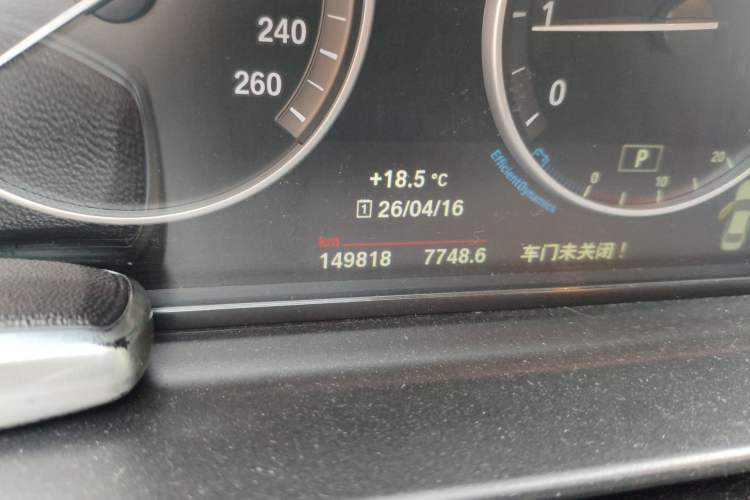 240
260
1
0
EfficientDynamics
P
0
10
20
+18.5 °C
1 26/04/16
km
149818 7748.6
车门未关闭！